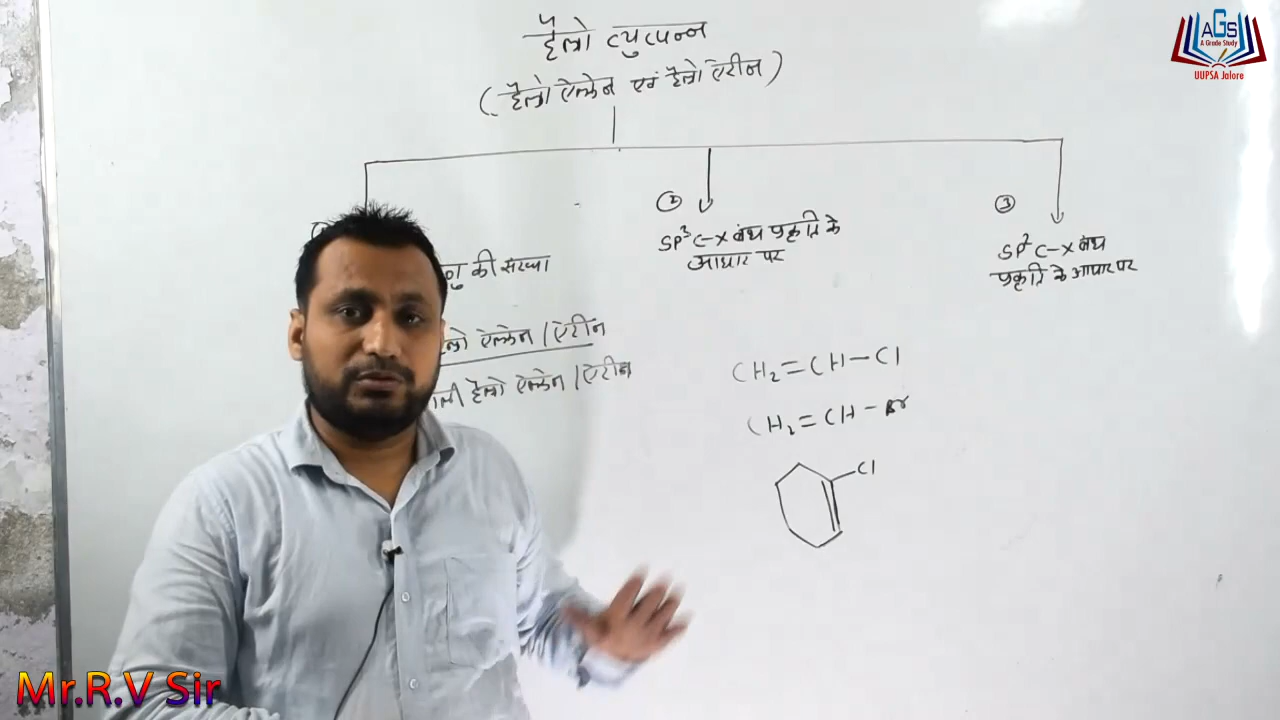 हैलो व्युत्पन्न
(हैलो ऐल्केन एवं हैलो ऐरीन)
②
SP³ C-X बंध प्रकृति के
आधार पर
③
SP² C-X बंध
प्रकृति के आधार पर
की संख्या
ऐल्केन / ऐरीन
हैलो ऐल्केन / ऐरीन
CH₂=CH-Cl
CH₂=CH-Br
Cl
AGS
A Grade Study
UUPSA Jalore
Mr.R.V Sir